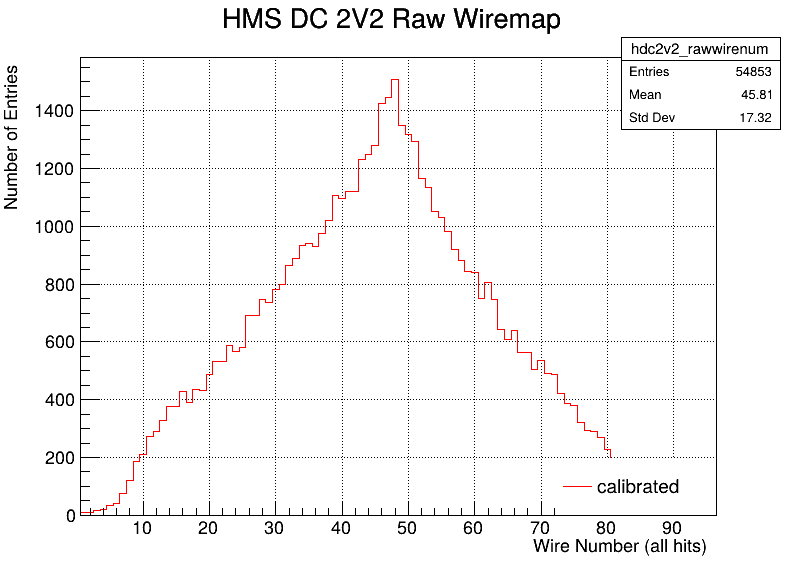 HMS DC 2V2 Raw Wiremap
hdc2v2_rawwirenum
Entries 54853
Mean 45.81
Std Dev 17.32
Number of Entries
1400
1200
1000
800
600
400
200
0
10 20 30 40 50 60 70 80 90
Wire Number (all hits)
calibrated